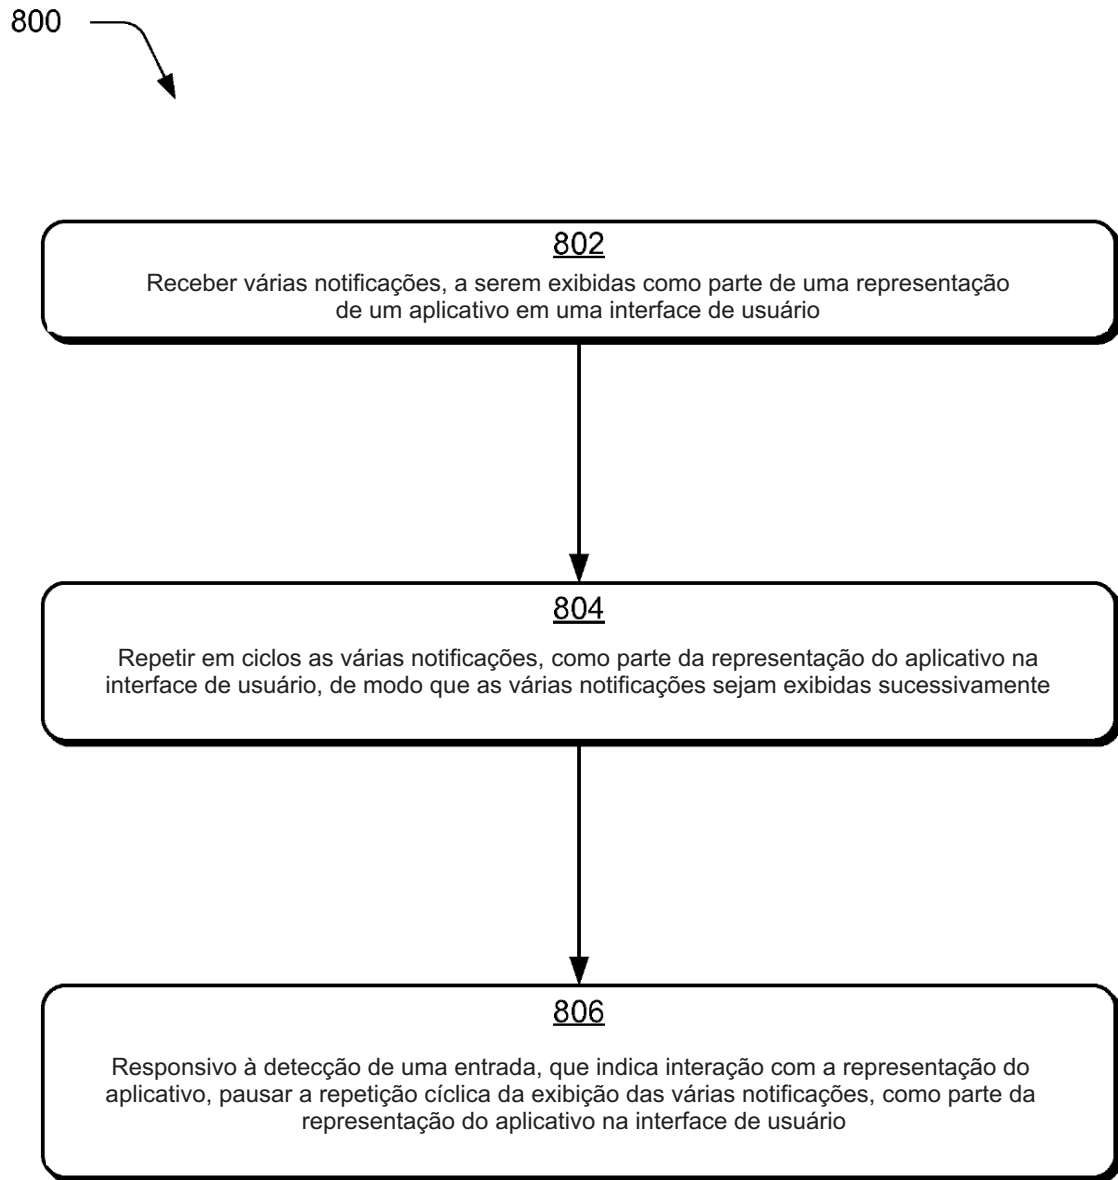 800
802
Receber várias notificações, a serem exibidas como parte de uma representação
de um aplicativo em uma interface de usuário
804
Repetir em ciclos as várias notificações, como parte da representação do aplicativo na
interface de usuário, de modo que as várias notificações sejam exibidas sucessivamente
806
Responsivo à detecção de uma entrada, que indica interação com a representação do
aplicativo, pausar a repetição cíclica da exibição das várias notificações, como parte da
representação do aplicativo na interface de usuário